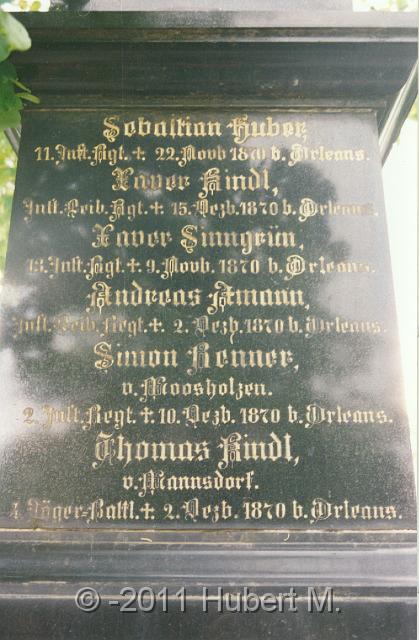 Sebastian Huber,
11. Inft. Rgt. + 22. Novb 1870 b. Orleans.
Xaver Kindl,
Inft. Leib. Rgt. + 15. Dezb. 1870 b. Orleans.
Xaver Sinngrün,
13. Inft. Rgt. + 9. Novb. 1870 b. Orleans.
Andreas Amann,
Inft. Leib. Regt. + 2. Dezb. 1870 b. Orleans.
Simon Renner,
v. Moosholzen.
2. Inft. Regt. + 10. Dezb. 1870 b. Orleans.
Thomas Kindl,
v. Mannsdorf.
4. Jäger-Batl. + 2. Dezb. 1870 b. Orleans.
© -2011 Hubert M.